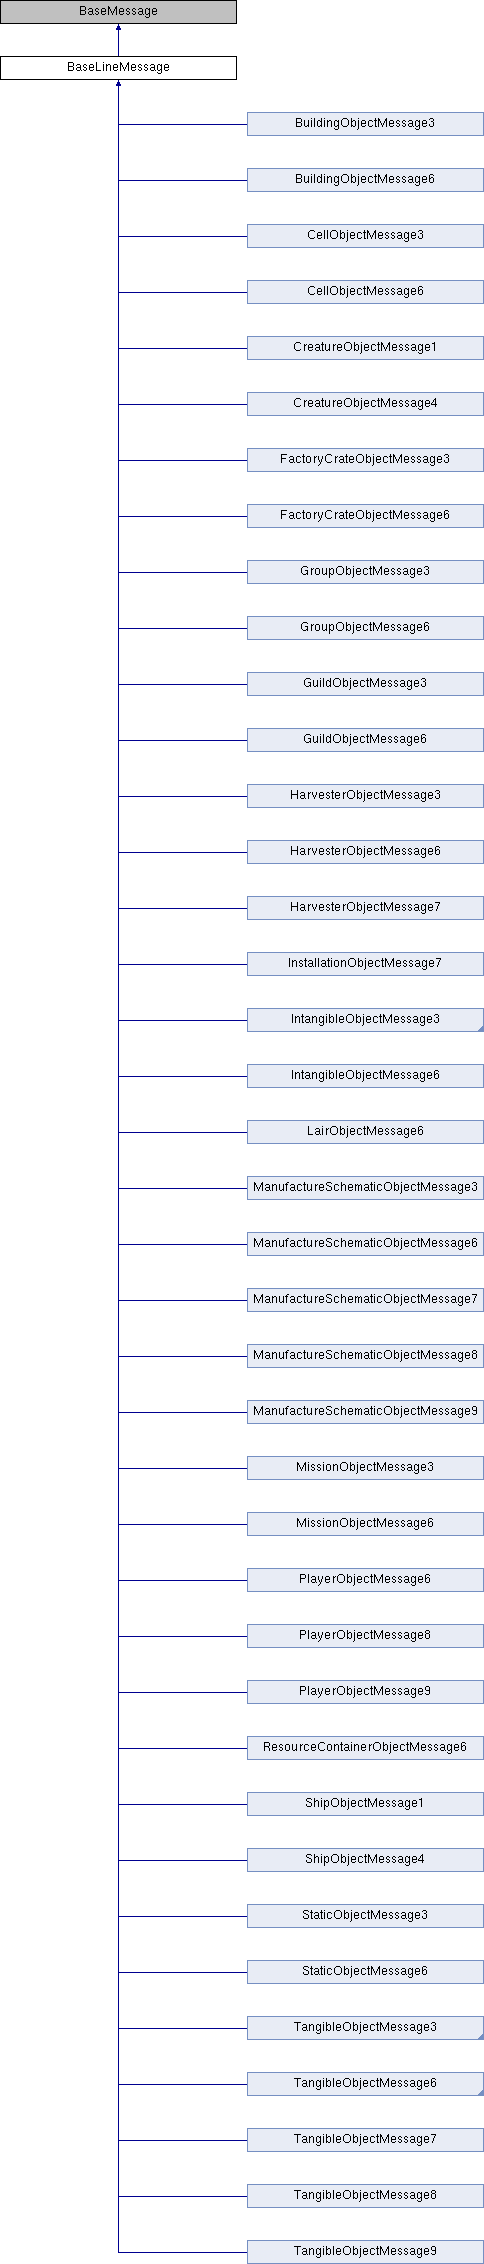 BaseMessage
BaseLineMessage
BuildingObjectMessage3
BuildingObjectMessage6
CellObjectMessage3
CellObjectMessage6
CreatureObjectMessage1
CreatureObjectMessage4
FactoryCrateObjectMessage3
FactoryCrateObjectMessage6
GroupObjectMessage3
GroupObjectMessage6
GuildObjectMessage3
GuildObjectMessage6
HarvesterObjectMessage3
HarvesterObjectMessage6
HarvesterObjectMessage7
InstallationObjectMessage7
IntangibleObjectMessage3
IntangibleObjectMessage6
LairObjectMessage6
ManufactureSchematicObjectMessage3
ManufactureSchematicObjectMessage6
ManufactureSchematicObjectMessage7
ManufactureSchematicObjectMessage8
ManufactureSchematicObjectMessage9
MissionObjectMessage3
MissionObjectMessage6
PlayerObjectMessage6
PlayerObjectMessage8
PlayerObjectMessage9
ResourceContainerObjectMessage6
ShipObjectMessage1
ShipObjectMessage4
StaticObjectMessage3
StaticObjectMessage6
TangibleObjectMessage3
TangibleObjectMessage6
TangibleObjectMessage7
TangibleObjectMessage8
TangibleObjectMessage9